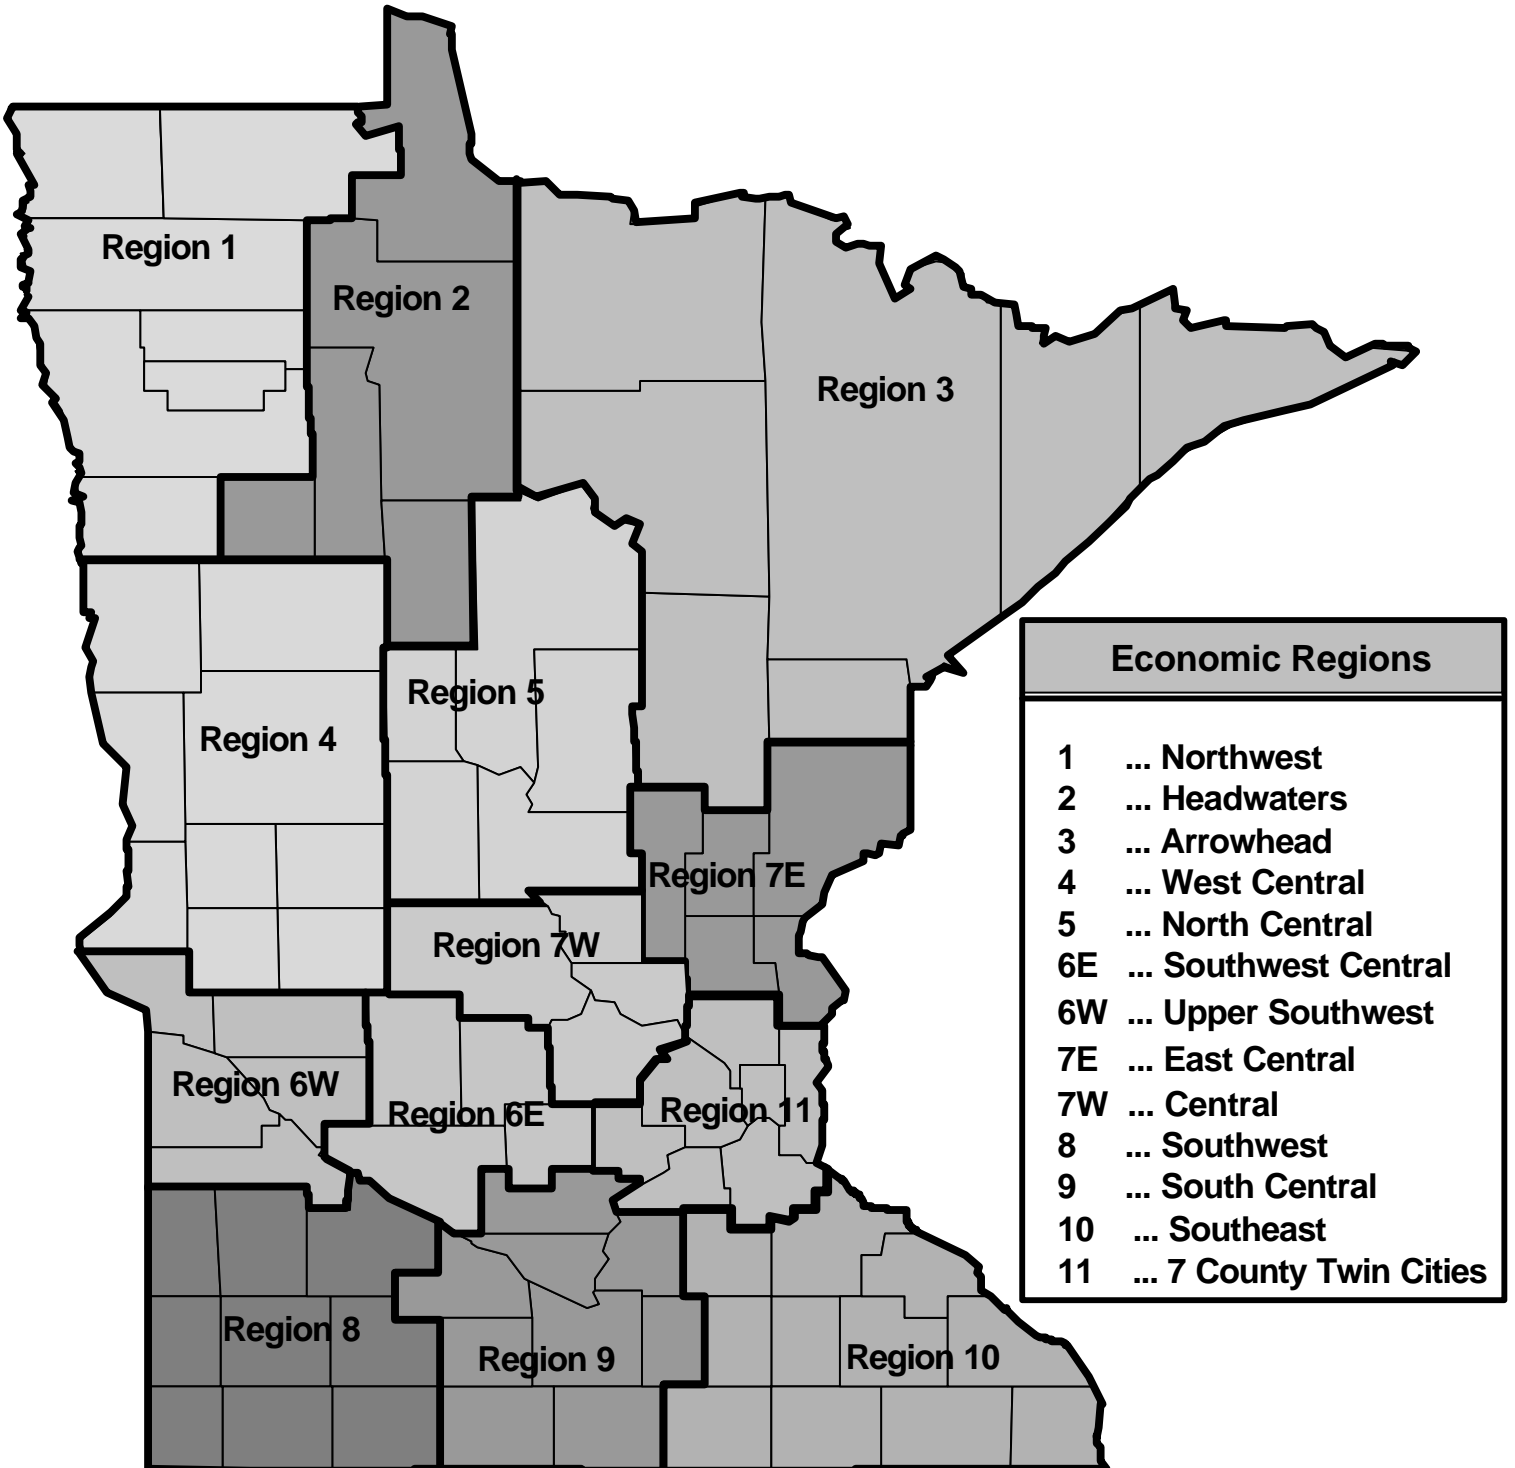 Region 1
Region 2
Region 3
Region 4
Region 5
Region 7E
Region 7W
Region 6W
Region 6E
Region 11
Region 8
Region 9
Region 10
Economic Regions
1 ... Northwest
2 ... Headwaters
3 ... Arrowhead
4 ... West Central
5 ... North Central
6E ... Southwest Central
6W ... Upper Southwest
7E ... East Central
7W ... Central
8 ... Southwest
9 ... South Central
10 ... Southeast
11 ... 7 County Twin Cities